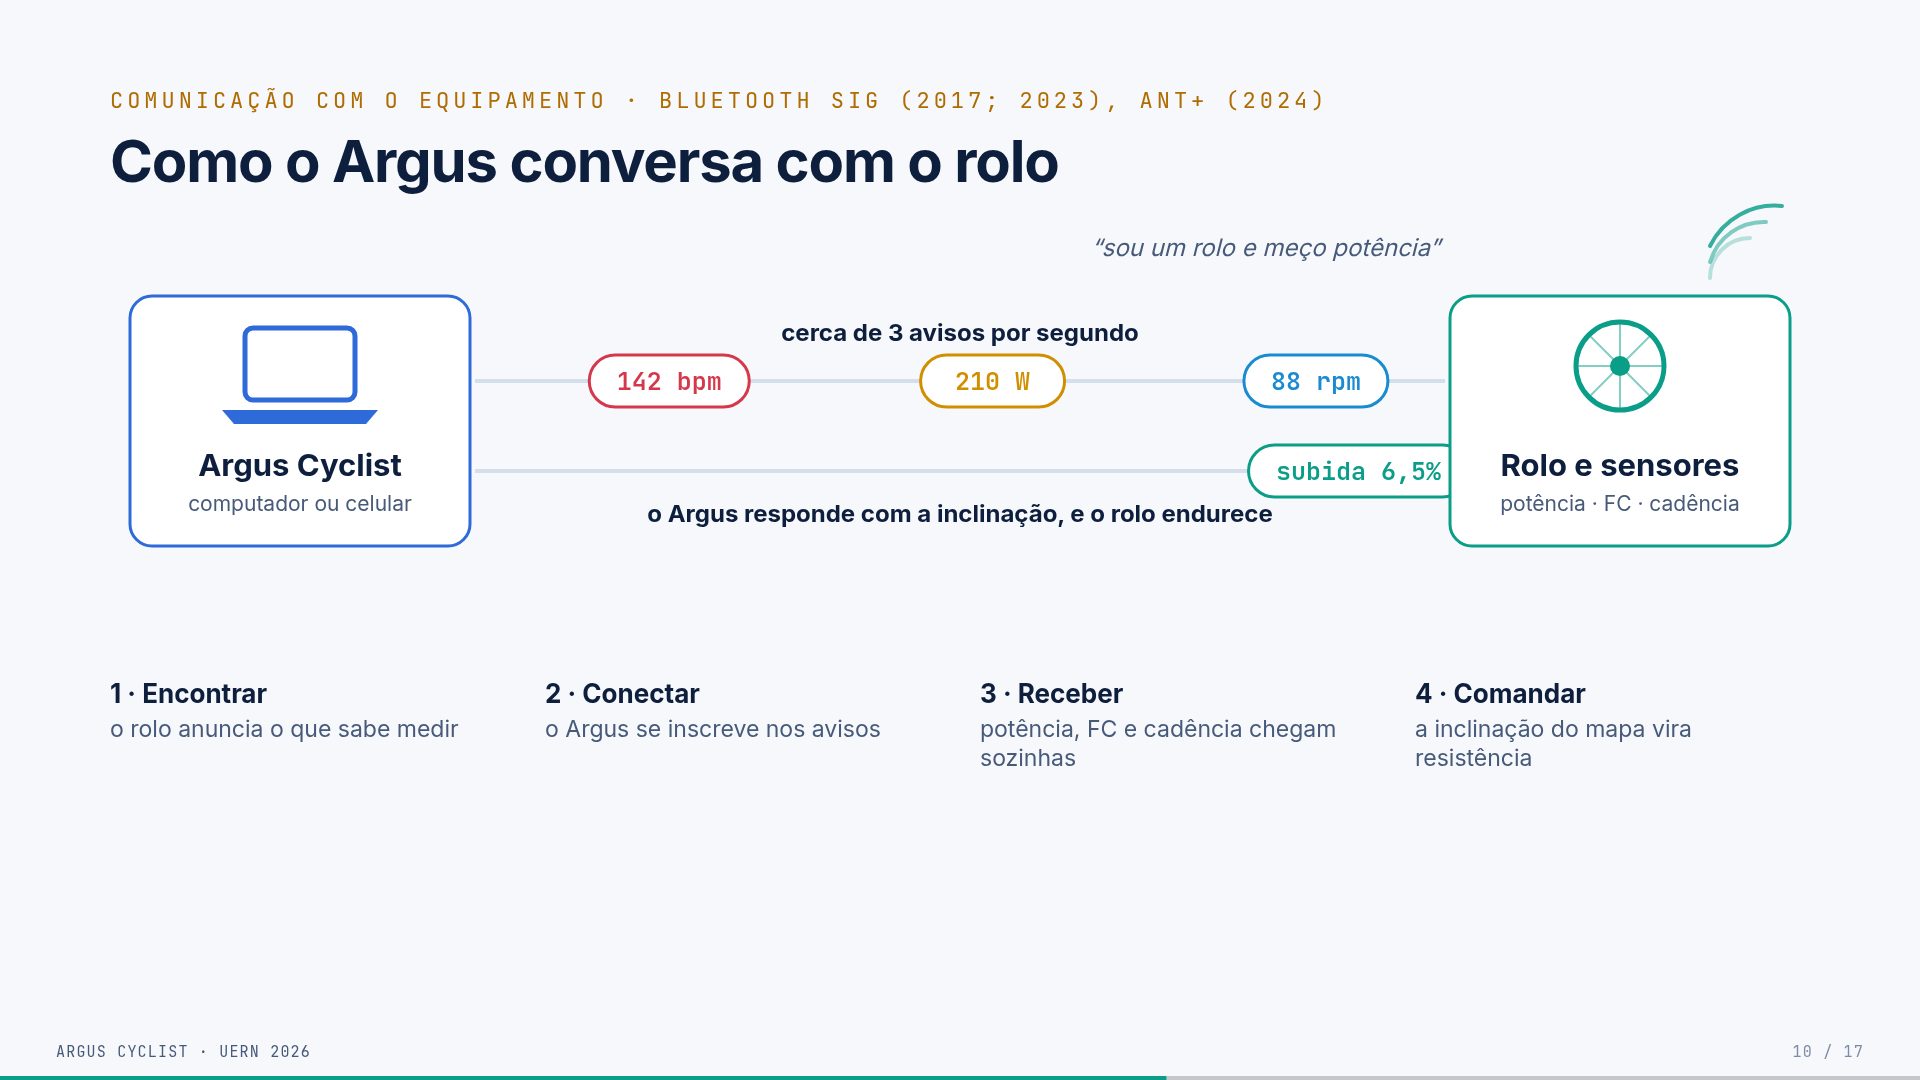 COMUNICAÇÃO COM O EQUIPAMENTO · BLUETOOTH SIG (2017; 2023), ANT+ (2024)
Como o Argus conversa com o rolo
“sou um rolo e meço potência”
cerca de 3 avisos por segundo
142 bpm
210 W
88 rpm
subida 6,5%
o Argus responde com a inclinação, e o rolo endurece
Argus Cyclist
computador ou celular
Rolo e sensores
potência · FC · cadência
1 · Encontrar
o rolo anuncia o que sabe medir
2 · Conectar
o Argus se inscreve nos avisos
3 · Receber
potência, FC e cadência chegam
sozinhas
4 · Comandar
a inclinação do mapa vira
resistência
ARGUS CYCLIST · UERN 2026
10 / 17